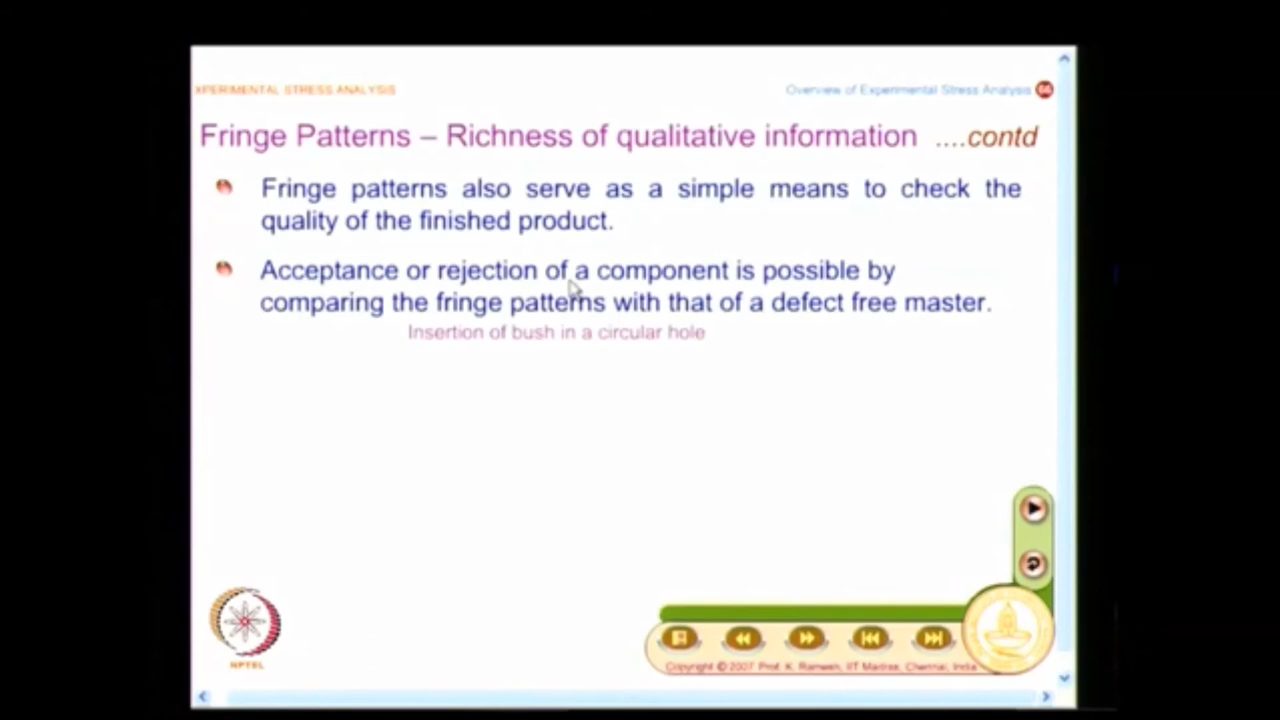 XPERIMENTAL STRESS ANALYSIS
Overview of Experimental Stress Analysis 66
Fringe Patterns – Richness of qualitative information ....contd
Fringe patterns also serve as a simple means to check the
quality of the finished product.
Acceptance or rejection of a component is possible by
comparing the fringe patterns with that of a defect free master.
Insertion of bush in a circular hole
NPTEL
Copyright © 2007 Prof. K. Ramesh, IIT Madras, Chennai, India